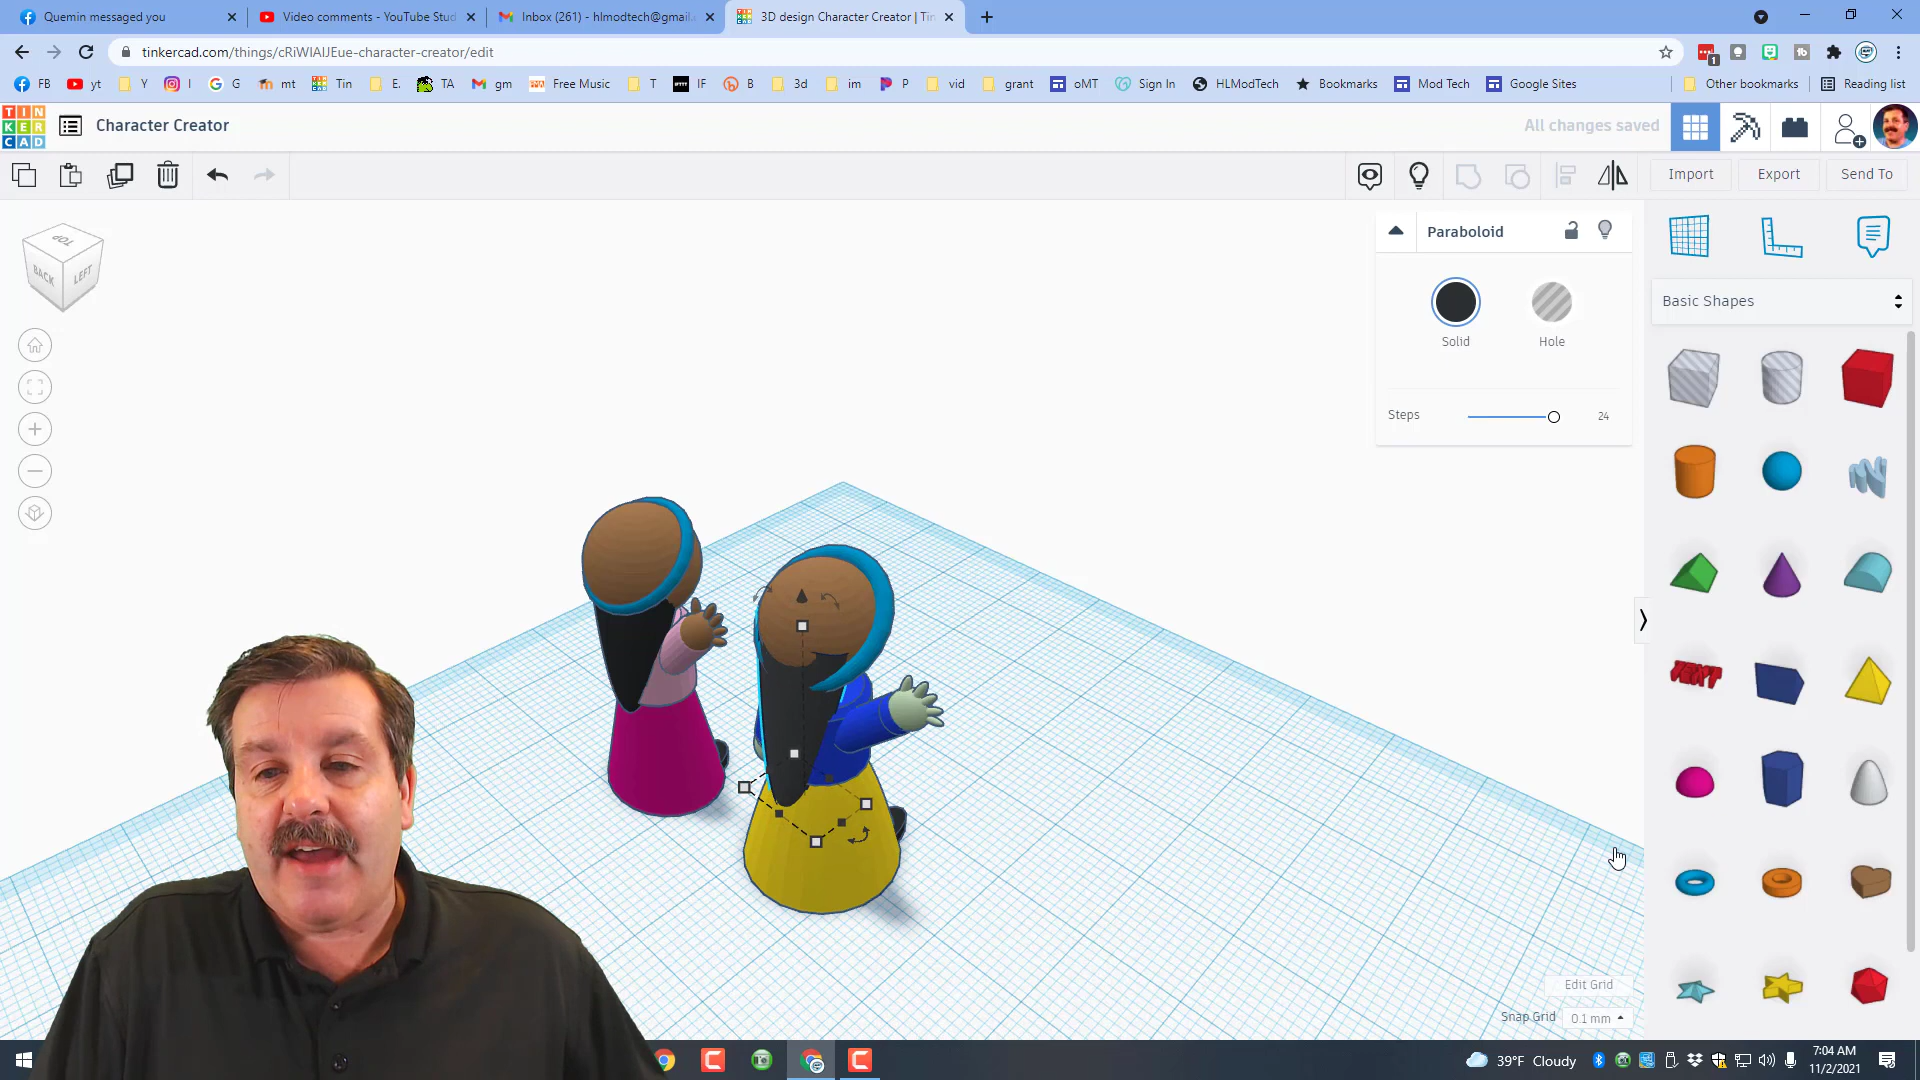 Quemin messaged you
Video comments - YouTube Stud
Inbox (261) - hlmodtech@gmail.
3D design Character Creator | Tin
tinkercad.com/things/cRiWIAlJEue-character-creator/edit
FB
yt
Y
I
G
mt
Tin
E.
TA
gm
Free Music
T
IF
B
3d
im
P
vid
grant
oMT
Sign In
HLModTech
Bookmarks
Mod Tech
Google Sites
Other bookmarks
Reading list
TIN
KER
CAD
Character Creator
All changes saved
Import
Export
Send To
TOP
BACK
LEFT
Paraboloid
Solid
Hole
Steps
24
Basic Shapes
TEXT
Edit Grid
Snap Grid
0.1 mm
39°F Cloudy
7:04 AM
11/2/2021